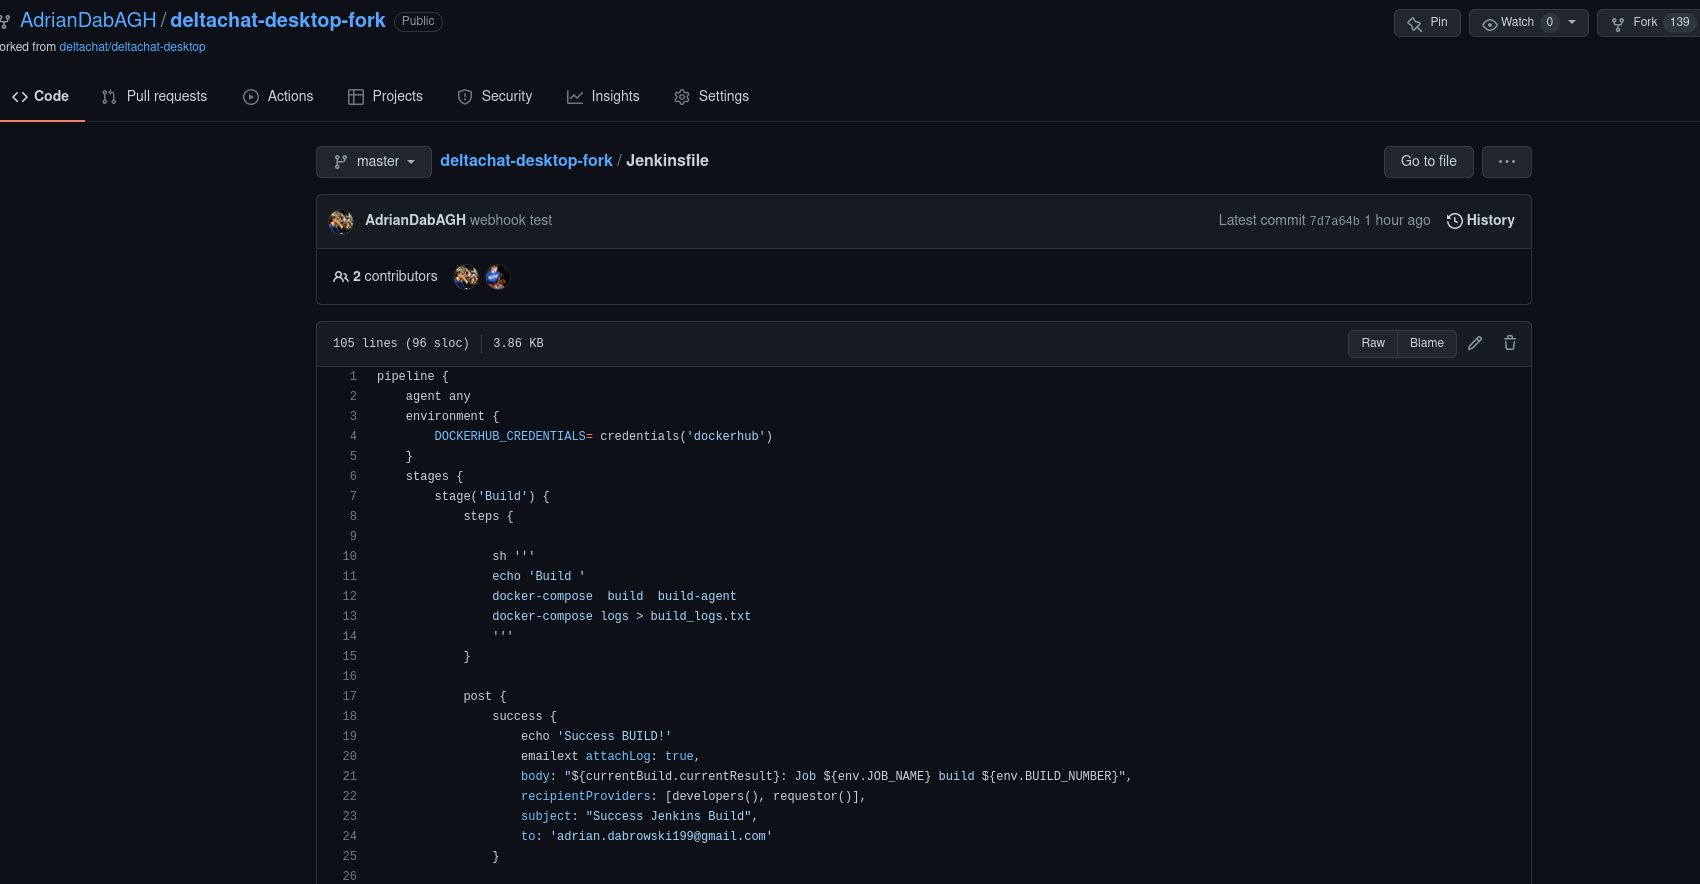 AdrianDabAGH / deltachat-desktop-fork Public
Pin Watch 0 Fork 139
orked from deltachat/deltachat-desktop
Code Pull requests Actions Projects Security Insights Settings
master deltachat-desktop-fork / Jenkinsfile Go to file ...
AdrianDabAGH webhook test Latest commit 7d7a64b 1 hour ago History
2 contributors
105 lines (96 sloc) 3.86 KB Raw Blame
1 pipeline {
2 agent any
3 environment {
4 DOCKERHUB_CREDENTIALS= credentials('dockerhub')
5 }
6 stages {
7 stage('Build') {
8 steps {
9
10 sh '''
11 echo 'Build '
12 docker-compose  build  build-agent
13 docker-compose logs > build_logs.txt
14 '''
15 }
16
17 post {
18 success {
19 echo 'Success BUILD!'
20 emailext attachLog: true,
21 body: "${currentBuild.currentResult}: Job ${env.JOB_NAME} build ${env.BUILD_NUMBER}",
22 recipientProviders: [developers(), requestor()],
23 subject: "Success Jenkins Build",
24 to: 'adrian.dabrowski199@gmail.com'
25 }
26